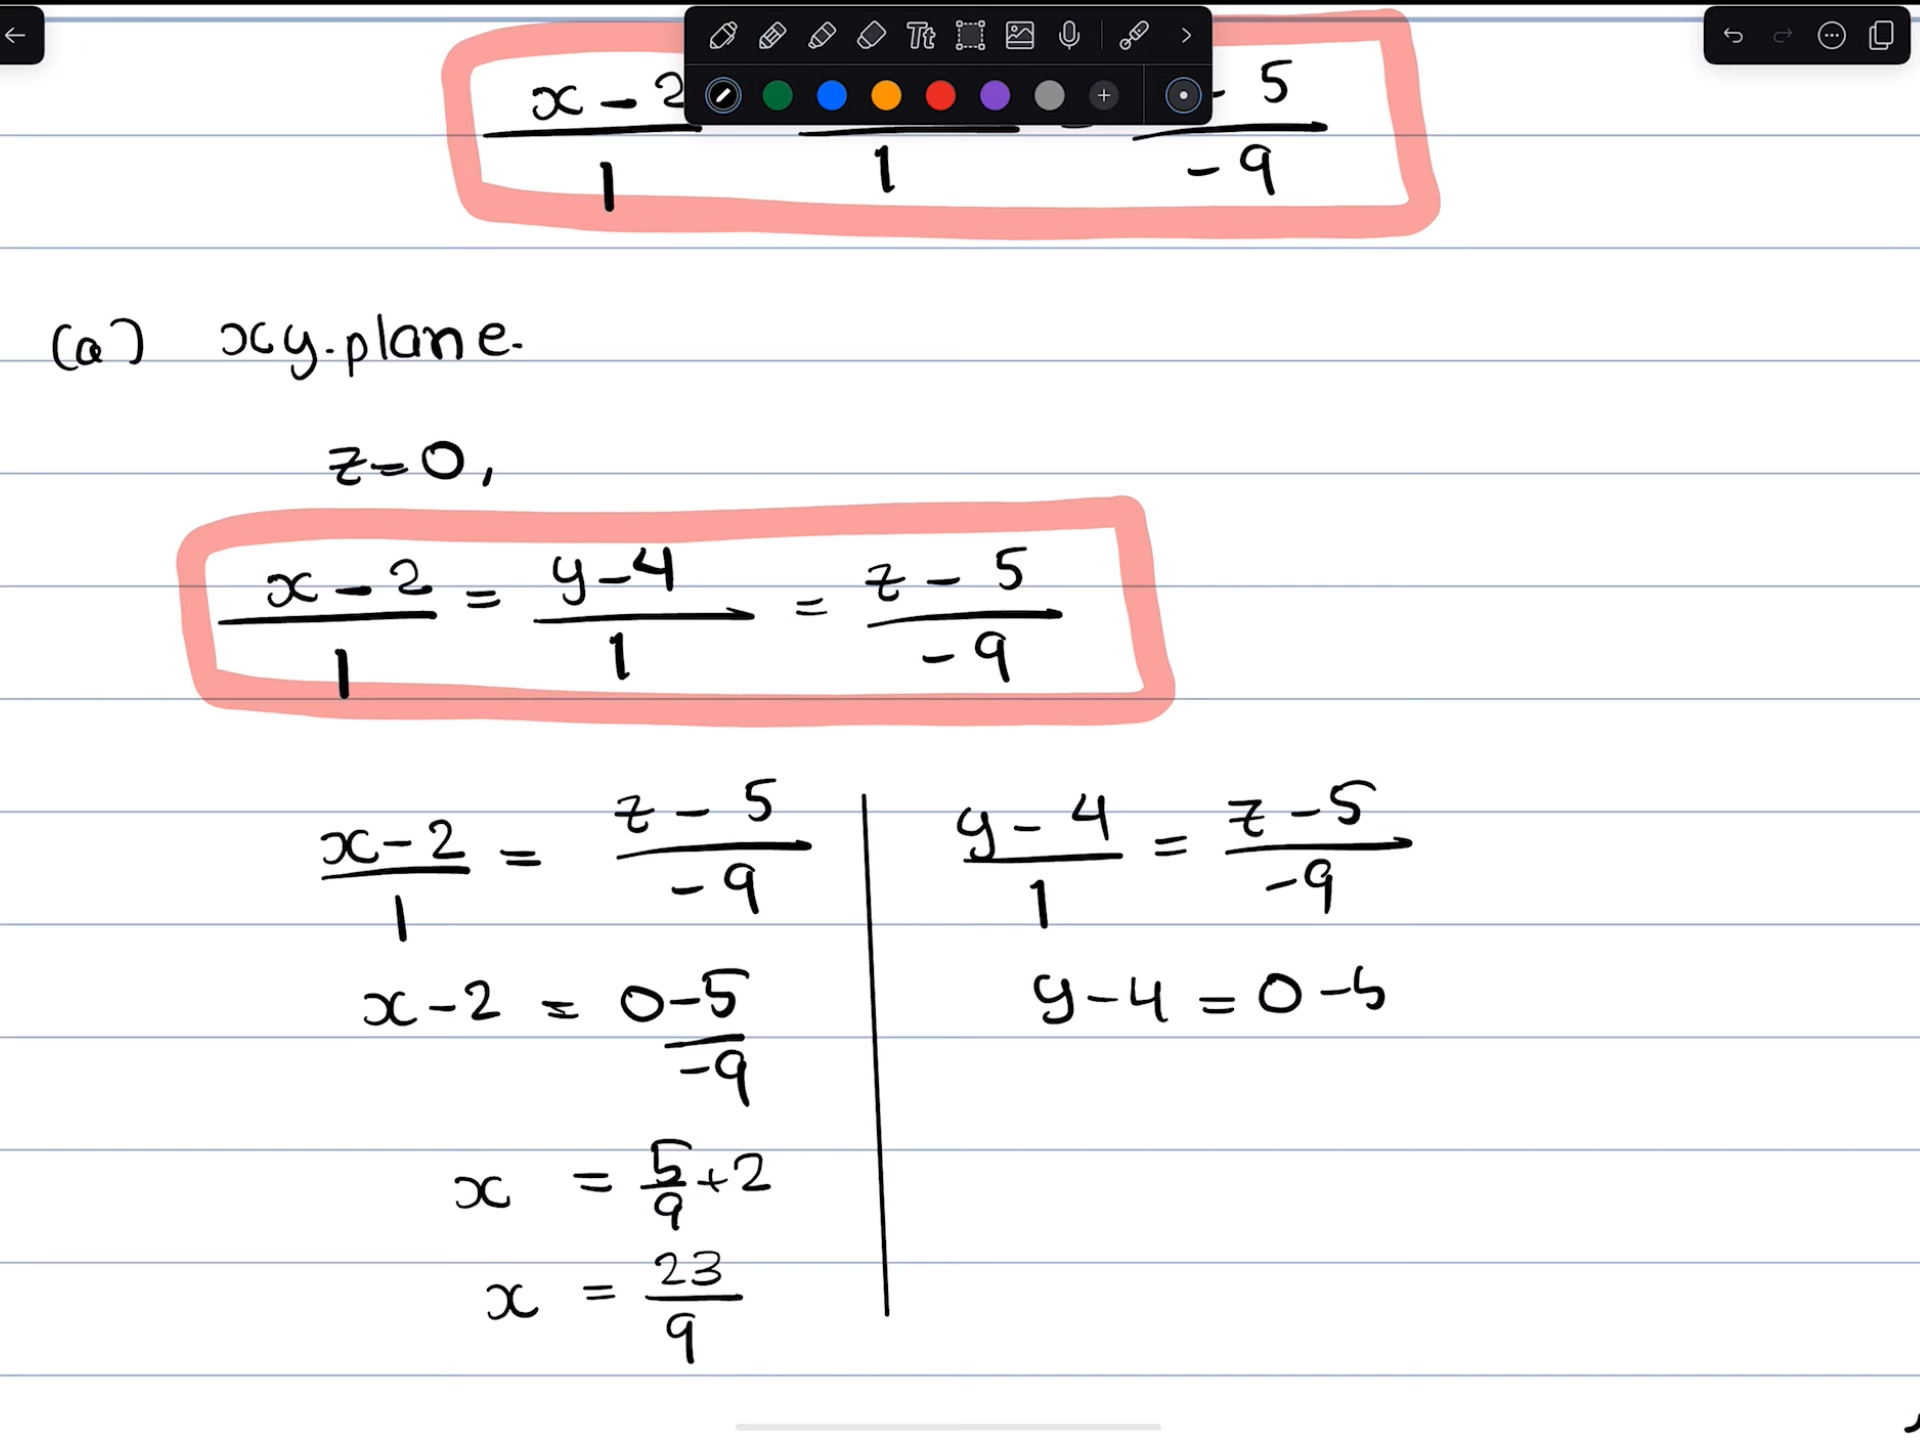 Tt
x - 2 / 1   / 1   - 5 / -9
(a) xy-plane.
z = 0,
x - 2 / 1 = y - 4 / 1 = z - 5 / -9
x - 2 / 1 = z - 5 / -9
x - 2 = 0 - 5 / -9
x = 5/9 + 2
x = 23/9
y - 4 / 1 = z - 5 / -9
y - 4 = 0 - 5